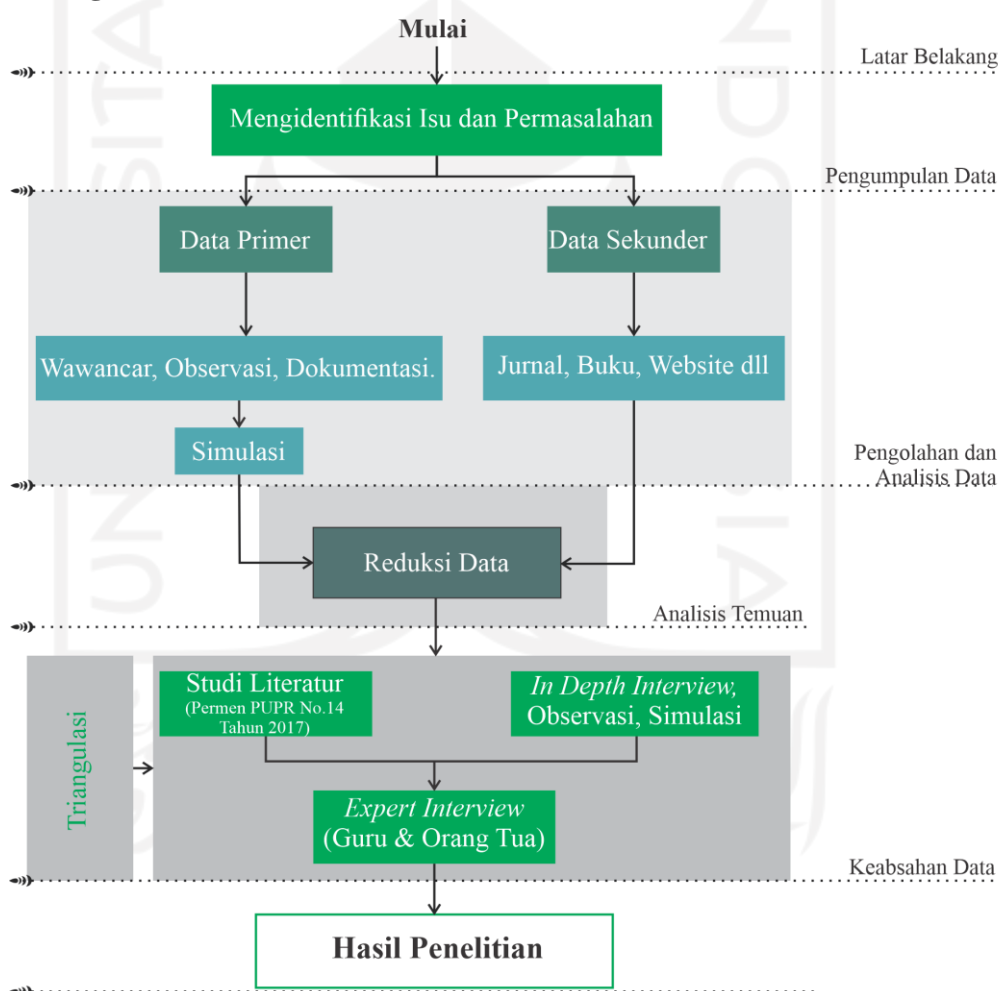 Mulai
Latar Belakang
Mengidentifikasi Isu dan Permasalahan
Pengumpulan Data
Data Primer
Data Sekunder
Wawancar, Observasi, Dokumentasi.
Jurnal, Buku, Website dll
Simulasi
Pengolahan dan
Analisis Data
Reduksi Data
Analisis Temuan
Triangulasi
Studi Literatur
(Permen PUPR No.14
Tahun 2017)
In Depth Interview,
Observasi, Simulasi
Expert Interview
(Guru & Orang Tua)
Keabsahan Data
Hasil Penelitian